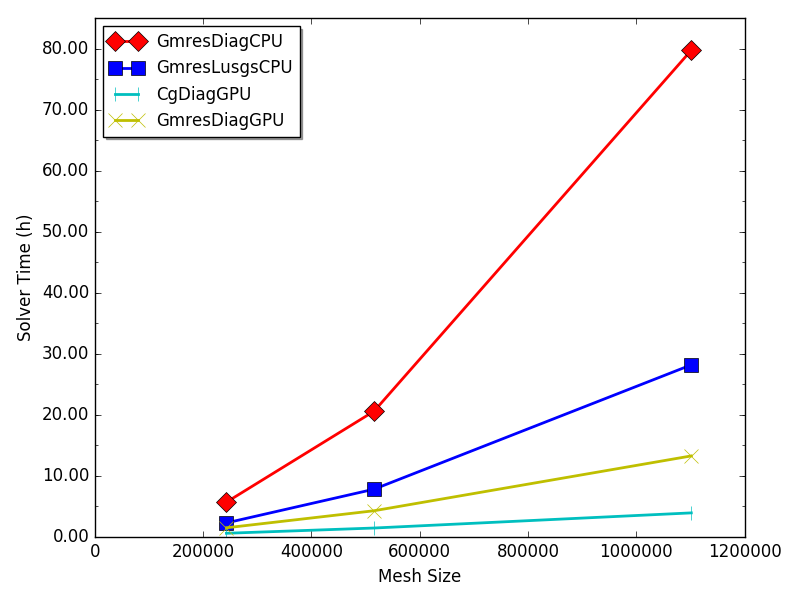 GmresDiagCPU
GmresLusgsCPU
CgDiagGPU
GmresDiagGPU
80.00
70.00
60.00
50.00
40.00
30.00
20.00
10.00
0.00
Solver Time (h)
0 200000 400000 600000 800000 1000000 1200000
Mesh Size